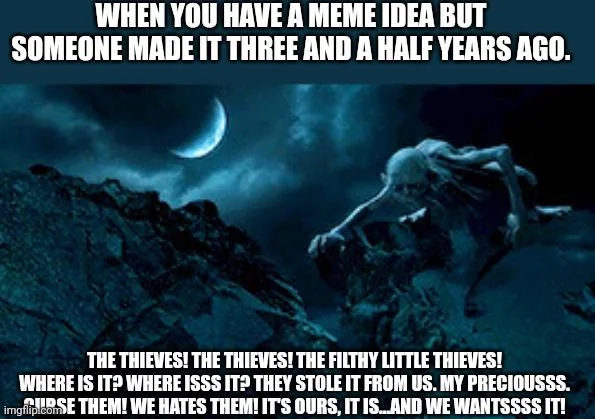 WHEN YOU HAVE A MEME IDEA BUT
SOMEONE MADE IT THREE AND A HALF YEARS AGO.
THE THIEVES! THE THIEVES! THE FILTHY LITTLE THIEVES!
WHERE IS IT? WHERE ISSS IT? THEY STOLE IT FROM US. MY PRECIOUSSS.
CURSE THEM! WE HATES THEM! IT'S OURS, IT IS...AND WE WANTSSSS IT!
imgflip.com